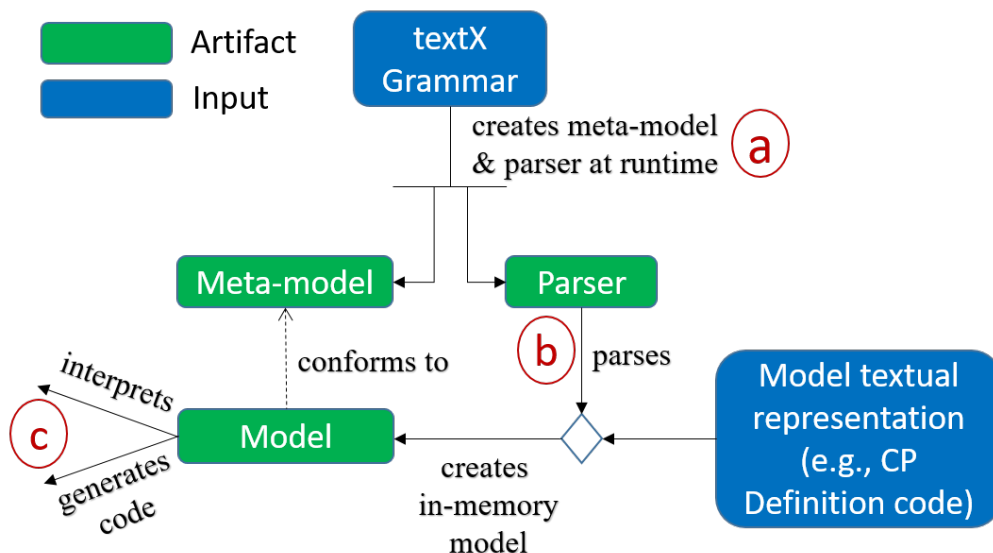 Artifact
Input
textX
Grammar
creates meta-model
& parser at runtime
a
Meta-model
Parser
b
parses
conforms to
interprets
c
generates
code
Model
creates
in-memory
model
Model textual
representation
(e.g., CP
Definition code)